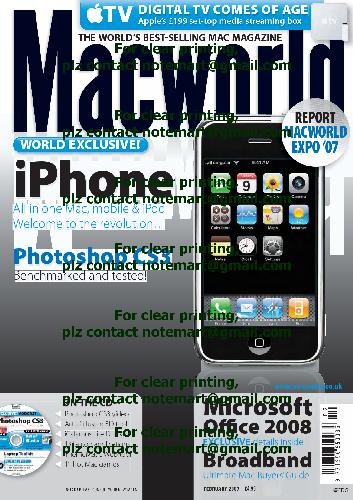 tv DIGITAL TV COMES OF AGE
Apple's £199 set-top media streaming box
THE WORLD'S BEST-SELLING MAC MAGAZINE
Macworld
For clear printing,
plz contact notemart@gmail.com
REPORT
MACWORLD
EXPO '07
For clear printing,
plz contact notemart@gmail.com
WORLD EXCLUSIVE!
iPhone
For clear printing,
plz contact notemart@gmail.com
All in one Mac, mobile & iPod
Welcome to the revolution...
For clear printing,
plz contact notemart@gmail.com
Photoshop CS3
Benchmarked and tested!
For clear printing,
plz contact notemart@gmail.com
For clear printing,
plz contact notemart@gmail.com
Microsoft
Office 2008
EXCLUSIVE details inside
Broadband
Ultimate Mac Buyers' Guide
For clear printing,
plz contact notemart@gmail.com
Photoshop CS3